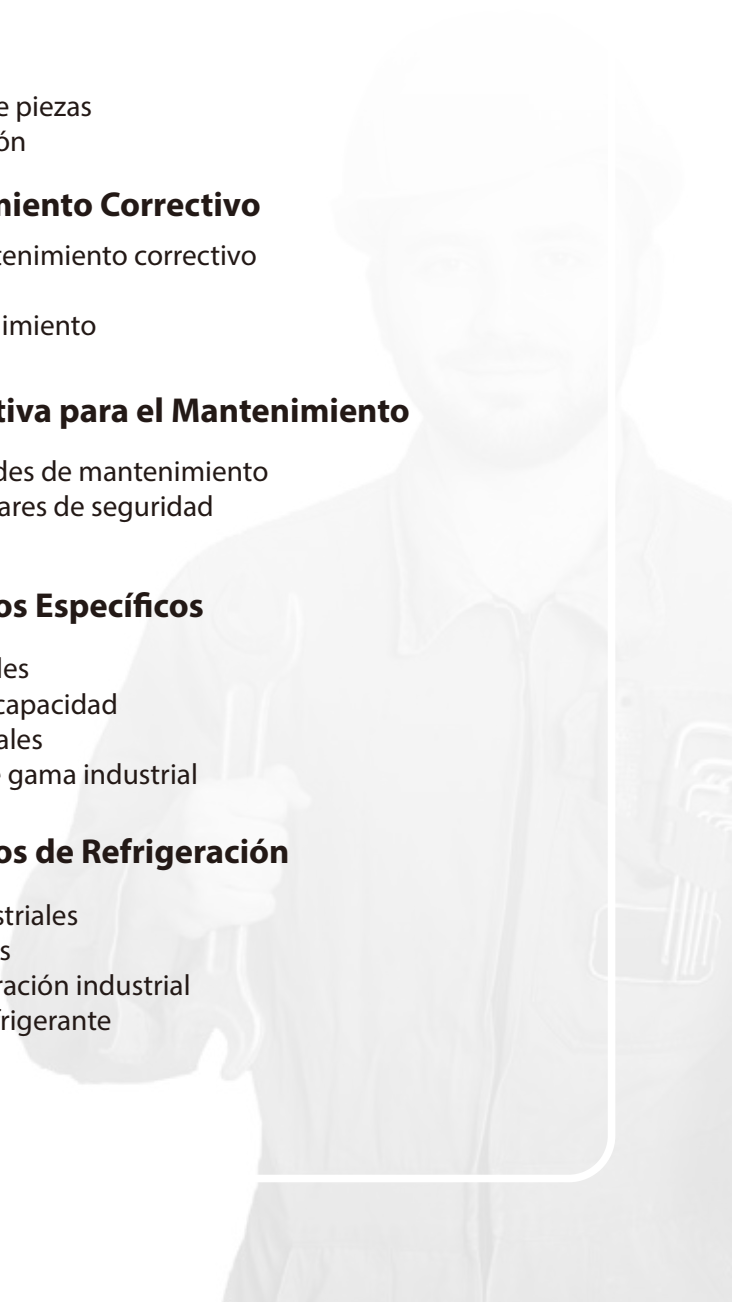 e piezas
ón
miento Correctivo
tenimiento correctivo
imiento
tiva para el Mantenimiento
des de mantenimiento
ares de seguridad
os Específicos
les
capacidad
ales
e gama industrial
os de Refrigeración
striales
s
ración industrial
frigerante